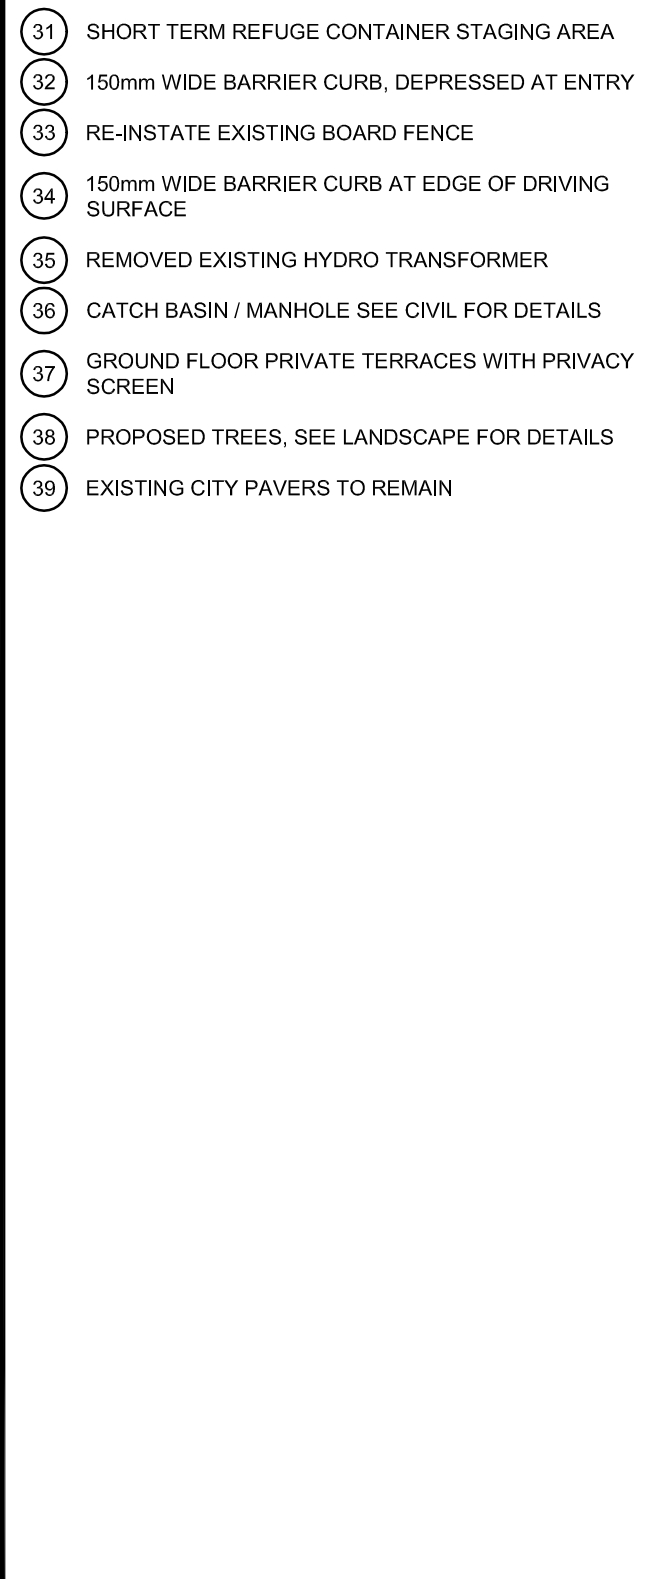 31 SHORT TERM REFUGE CONTAINER STAGING AREA
32 150mm WIDE BARRIER CURB, DEPRESSED AT ENTRY
33 RE-INSTATE EXISTING BOARD FENCE
34 150mm WIDE BARRIER CURB AT EDGE OF DRIVING
SURFACE
35 REMOVED EXISTING HYDRO TRANSFORMER
36 CATCH BASIN / MANHOLE SEE CIVIL FOR DETAILS
37 GROUND FLOOR PRIVATE TERRACES WITH PRIVACY
SCREEN
38 PROPOSED TREES, SEE LANDSCAPE FOR DETAILS
39 EXISTING CITY PAVERS TO REMAIN